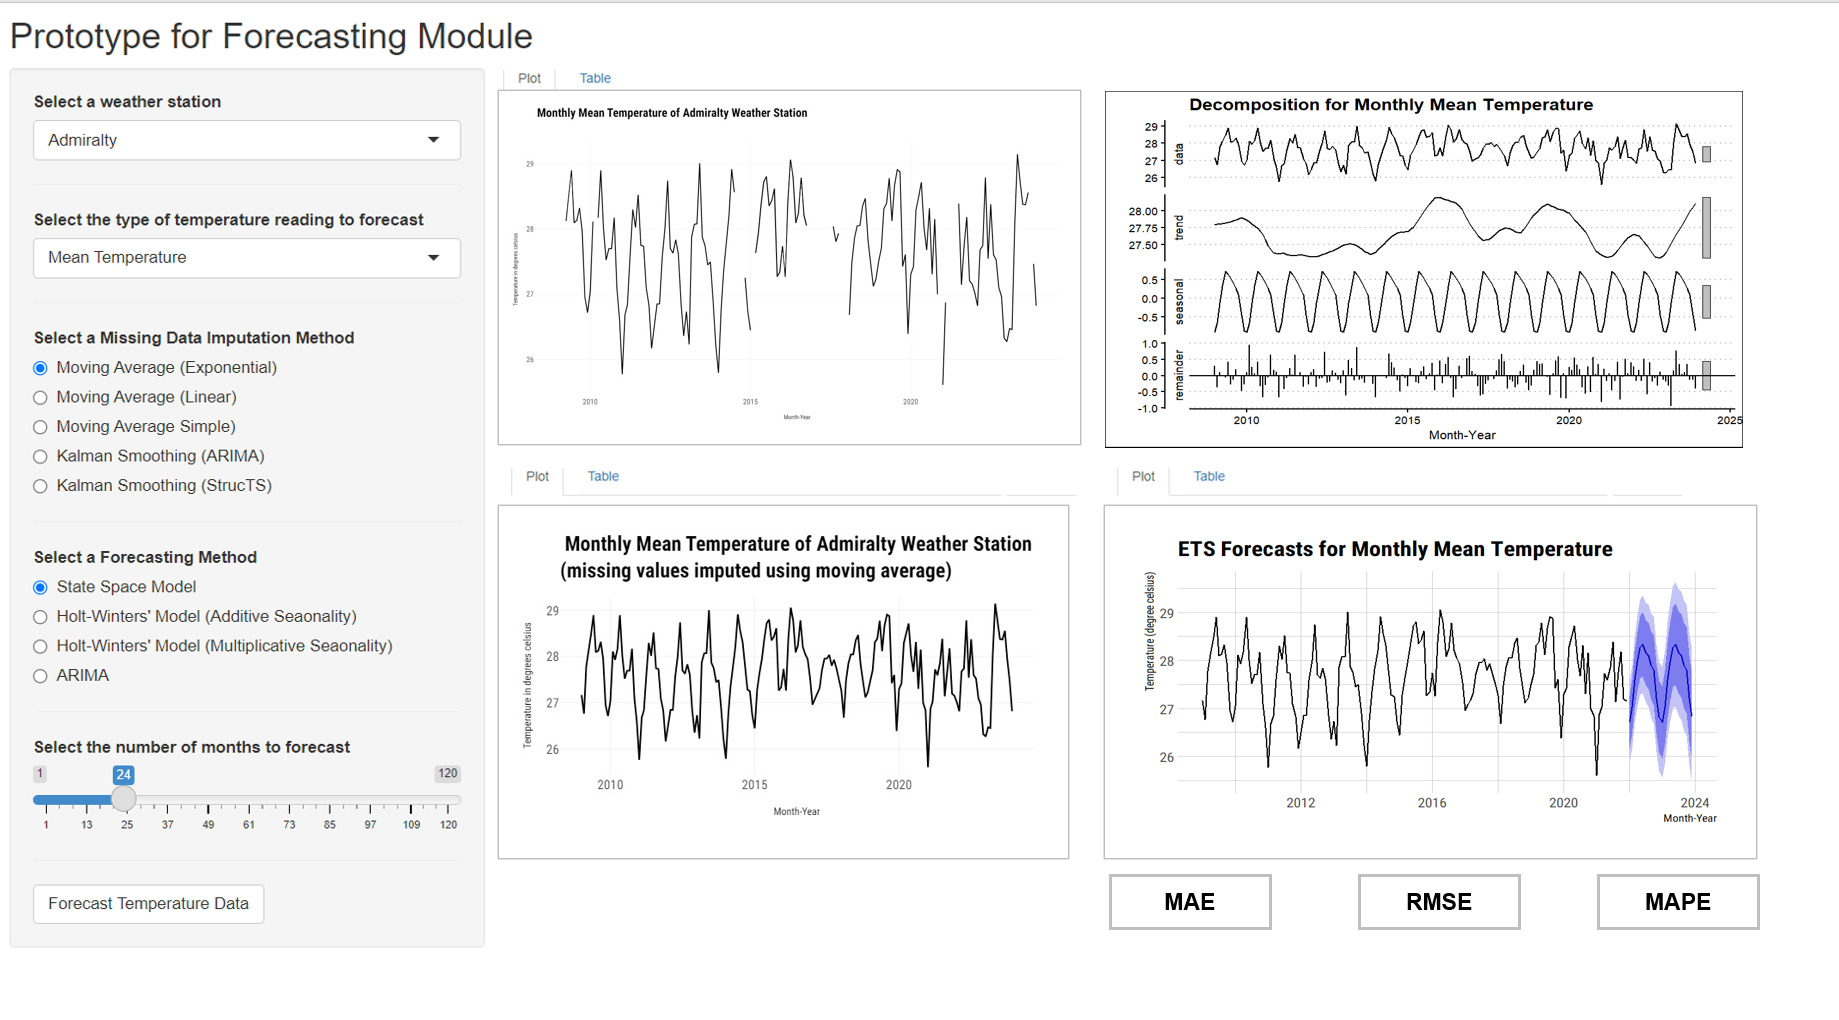 Prototype for Forecasting Module
Select a weather station
Admiralty
Select the type of temperature reading to forecast
Mean Temperature
Select a Missing Data Imputation Method
Moving Average (Exponential)
Moving Average (Linear)
Moving Average Simple)
Kalman Smoothing (ARIMA)
Kalman Smoothing (StrucTS)
Select a Forecasting Method
State Space Model
Holt-Winters' Model (Additive Seaonality)
Holt-Winters' Model (Multiplicative Seaonality)
ARIMA
Select the number of months to forecast
1 24 120
1 13 25 37 49 61 73 85 97 109 120
Forecast Temperature Data
Plot Table
Monthly Mean Temperature of Admiralty Weather Station
Temperature in degrees celsius
29
28
27
26
2010 2015 2020
Month-Year
Decomposition for Monthly Mean Temperature
data
29
28
27
26
trend
28.00
27.75
27.50
seasonal
0.5
0.0
-0.5
remainder
1.0
0.5
0.0
-0.5
-1.0
2010 2015 2020 2025
Month-Year
Plot Table
Monthly Mean Temperature of Admiralty Weather Station
(missing values imputed using moving average)
Temperature in degrees celsius
29
28
27
26
2010 2015 2020
Month-Year
Plot Table
ETS Forecasts for Monthly Mean Temperature
Temperature (degree celsius)
29
28
27
26
2012 2016 2020 2024
Month-Year
MAE RMSE MAPE